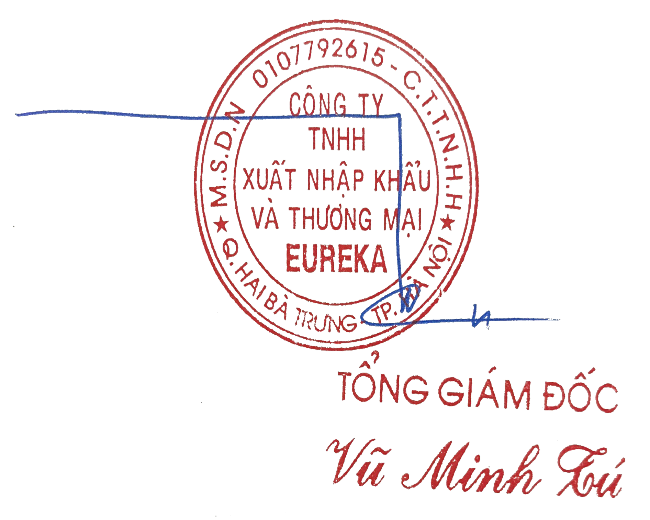 M.S.D.N 0107792615 - C.T.T.N.H.H
CÔNG TY
TNHH
XUẤT NHẬP KHẨU
VÀ THƯƠNG MẠI
EUREKA
Q.HAI BÀ TRƯNG - TP. HÀ NỘI
TỔNG GIÁM ĐỐC
Vũ Minh Tú